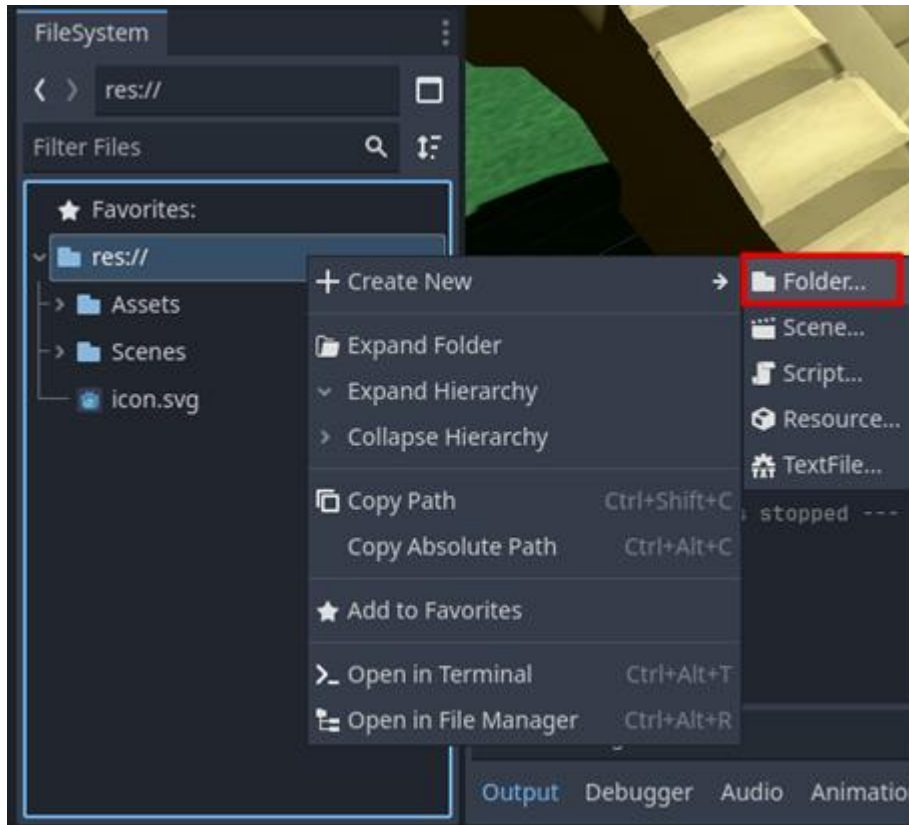 FileSystem
res://
Filter Files
Favorites:
res://
Assets
Scenes
icon.svg
Create New
Expand Folder
Expand Hierarchy
Collapse Hierarchy
Copy Path Ctrl+Shift+C
Copy Absolute Path Ctrl+Alt+C
Add to Favorites
Open in Terminal Ctrl+Alt+T
Open in File Manager Ctrl+Alt+R
Folder...
Scene...
Script...
Resource...
TextFile...
stopped ---
Output Debugger Audio Animatio